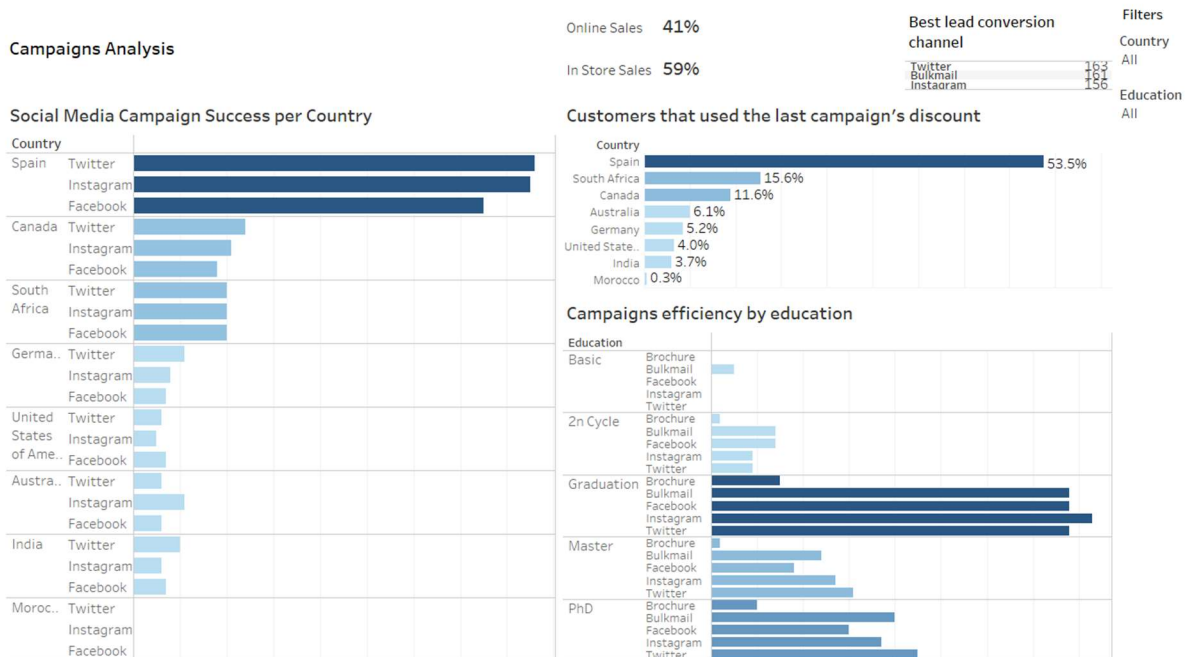 Campaigns Analysis
Online Sales 41%
In Store Sales 59%
Best lead conversion
channel
Twitter 163
Bulkmail 161
Instagram 156
Filters
Country
All
Education
All
Social Media Campaign Success per Country
Country
Spain Twitter
Instagram
Facebook
Canada Twitter
Instagram
Facebook
South Twitter
Africa Instagram
Facebook
Germa.. Twitter
Instagram
Facebook
United Twitter
States Instagram
of Ame.. Facebook
Austra.. Twitter
Instagram
Facebook
India Twitter
Instagram
Facebook
Moroc.. Twitter
Instagram
Facebook
Customers that used the last campaign's discount
Country
Spain 53.5%
South Africa 15.6%
Canada 11.6%
Australia 6.1%
Germany 5.2%
United State.. 4.0%
India 3.7%
Morocco 0.3%
Campaigns efficiency by education
Education
Basic Brochure
Bulkmail
Facebook
Instagram
Twitter
2n Cycle Brochure
Bulkmail
Facebook
Instagram
Twitter
Graduation Brochure
Bulkmail
Facebook
Instagram
Twitter
Master Brochure
Bulkmail
Facebook
Instagram
Twitter
PhD Brochure
Bulkmail
Facebook
Instagram
Twitter